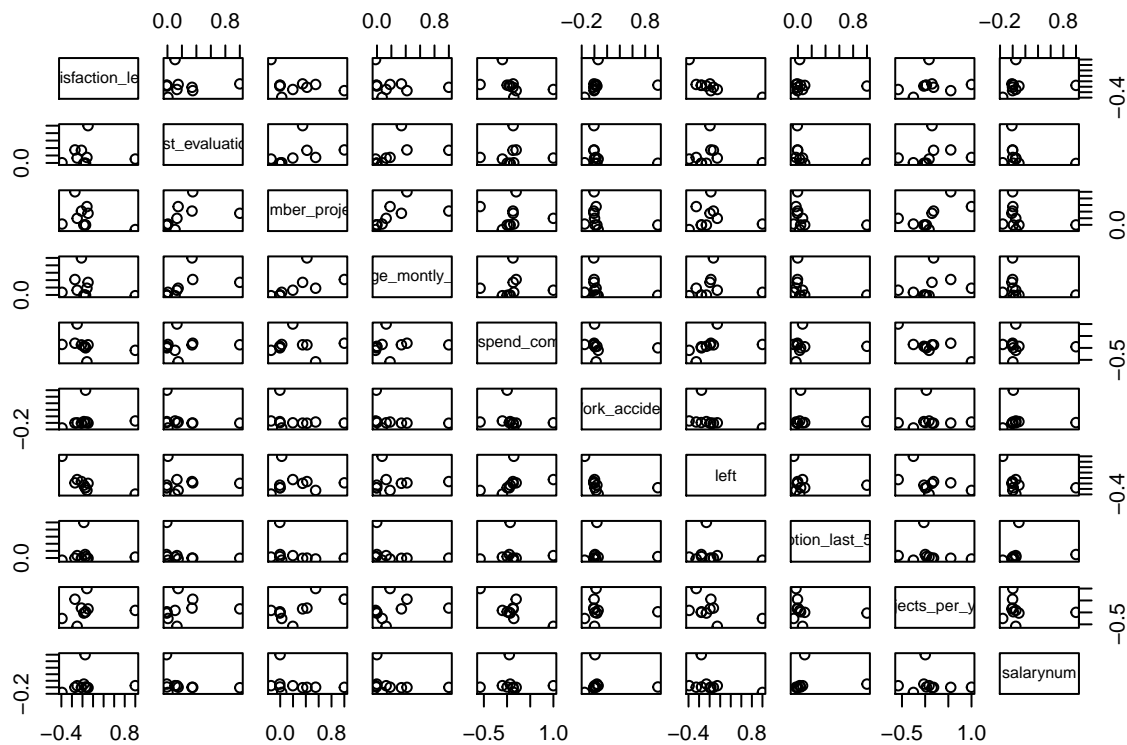 0.0 0.8 0.0 0.8 −0.2 0.8 0.0 0.8 −0.2 0.8
isfaction_le
−0.4
0.0
st_evaluatio
mber_proje
0.0
0.0
ge_montly_
spend_com
−0.5
−0.2
ork_accide
left
−0.4
0.0
otion_last_5
jects_per_y
−0.5
−0.2
salarynum
−0.4 0.8 0.0 0.8 −0.5 1.0 −0.4 0.8 −0.5 1.0